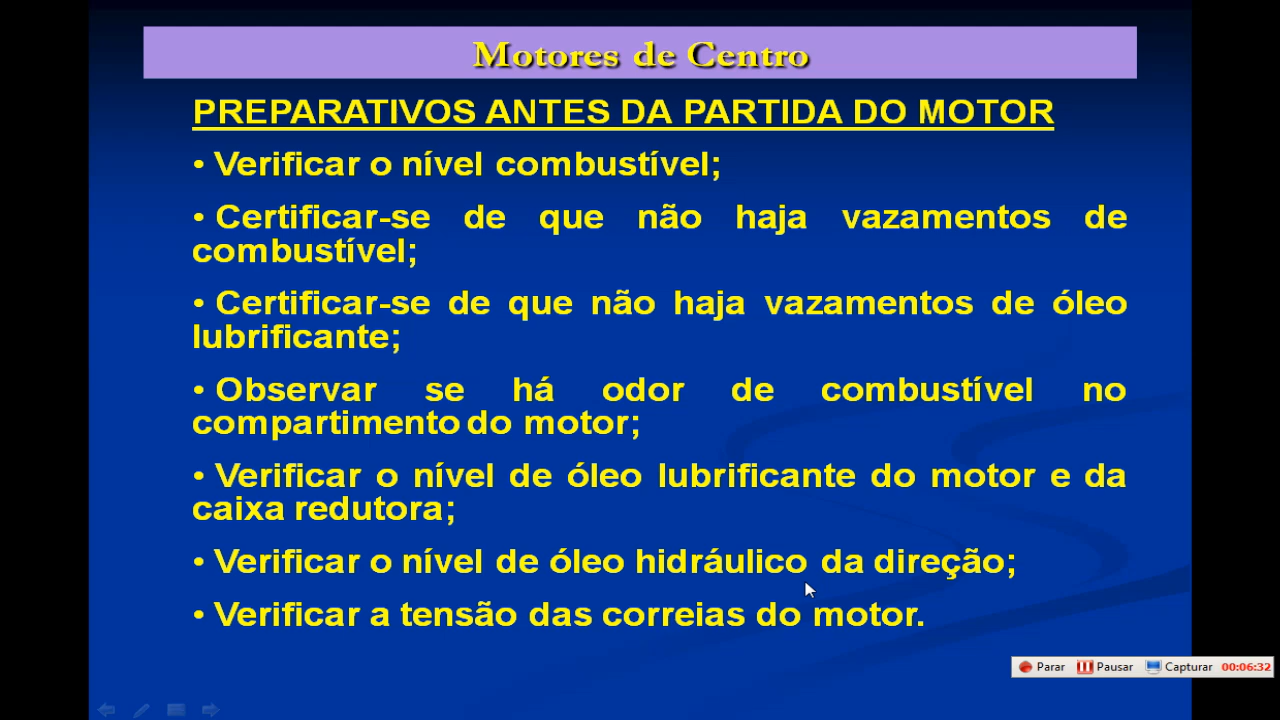 Motores de Centro
PREPARATIVOS ANTES DA PARTIDA DO MOTOR
• Verificar o nível combustível;
• Certificar-se de que não haja vazamentos de
combustível;
• Certificar-se de que não haja vazamentos de óleo
lubrificante;
• Observar se há odor de combustível no
compartimento do motor;
• Verificar o nível de óleo lubrificante do motor e da
caixa redutora;
• Verificar o nível de óleo hidráulico da direção;
• Verificar a tensão das correias do motor.
Parar Pausar Capturar 00:06:32